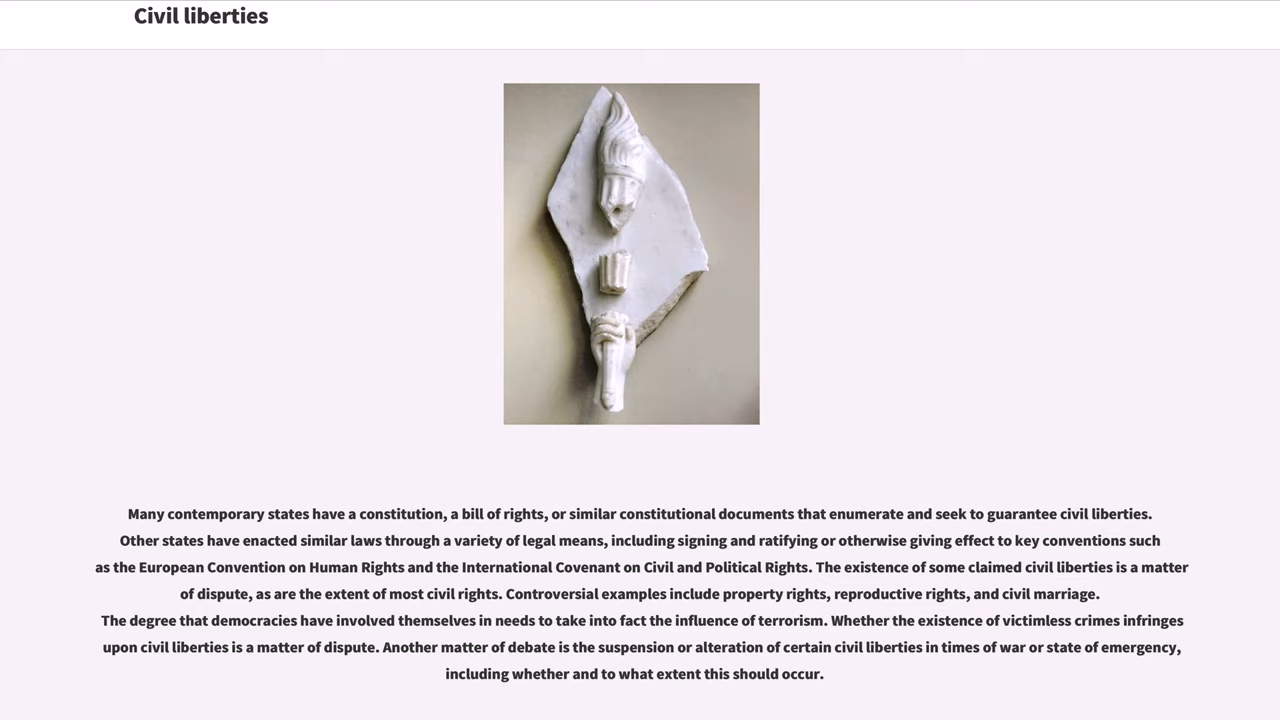 Civil liberties
Many contemporary states have a constitution, a bill of rights, or similar constitutional documents that enumerate and seek to guarantee civil liberties.
Other states have enacted similar laws through a variety of legal means, including signing and ratifying or otherwise giving effect to key conventions such
as the European Convention on Human Rights and the International Covenant on Civil and Political Rights. The existence of some claimed civil liberties is a matter
of dispute, as are the extent of most civil rights. Controversial examples include property rights, reproductive rights, and civil marriage.
The degree that democracies have involved themselves in needs to take into fact the influence of terrorism. Whether the existence of victimless crimes infringes
upon civil liberties is a matter of dispute. Another matter of debate is the suspension or alteration of certain civil liberties in times of war or state of emergency,
including whether and to what extent this should occur.